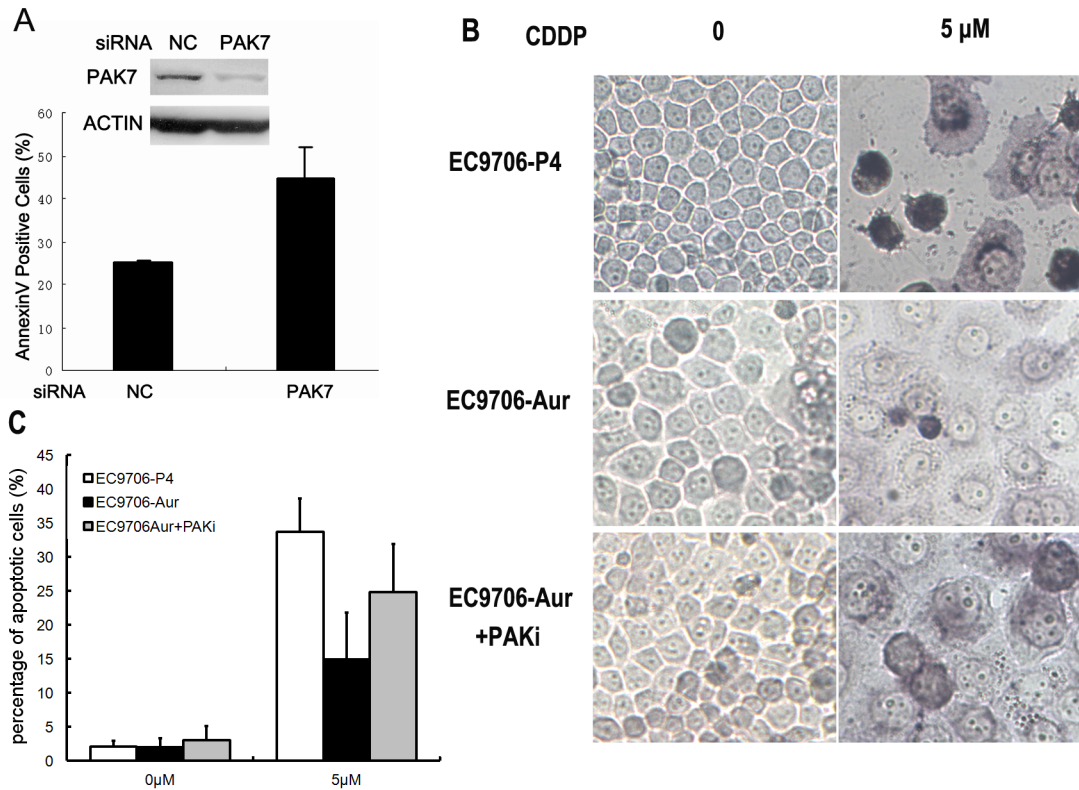 A
siRNA NC PAK7
PAK7
ACTIN
60
50
40
30
20
10
0
AnnexinV Positive Cells (%)
siRNA NC PAK7
B CDDP 0 5 µM
EC9706-P4
EC9706-Aur
EC9706-Aur
+PAKi
C
45
40
35
30
25
20
15
10
5
0
percentage of apoptotic cells (%)
EC9706-P4
EC9706-Aur
EC9706Aur+PAKi
0µM 5µM